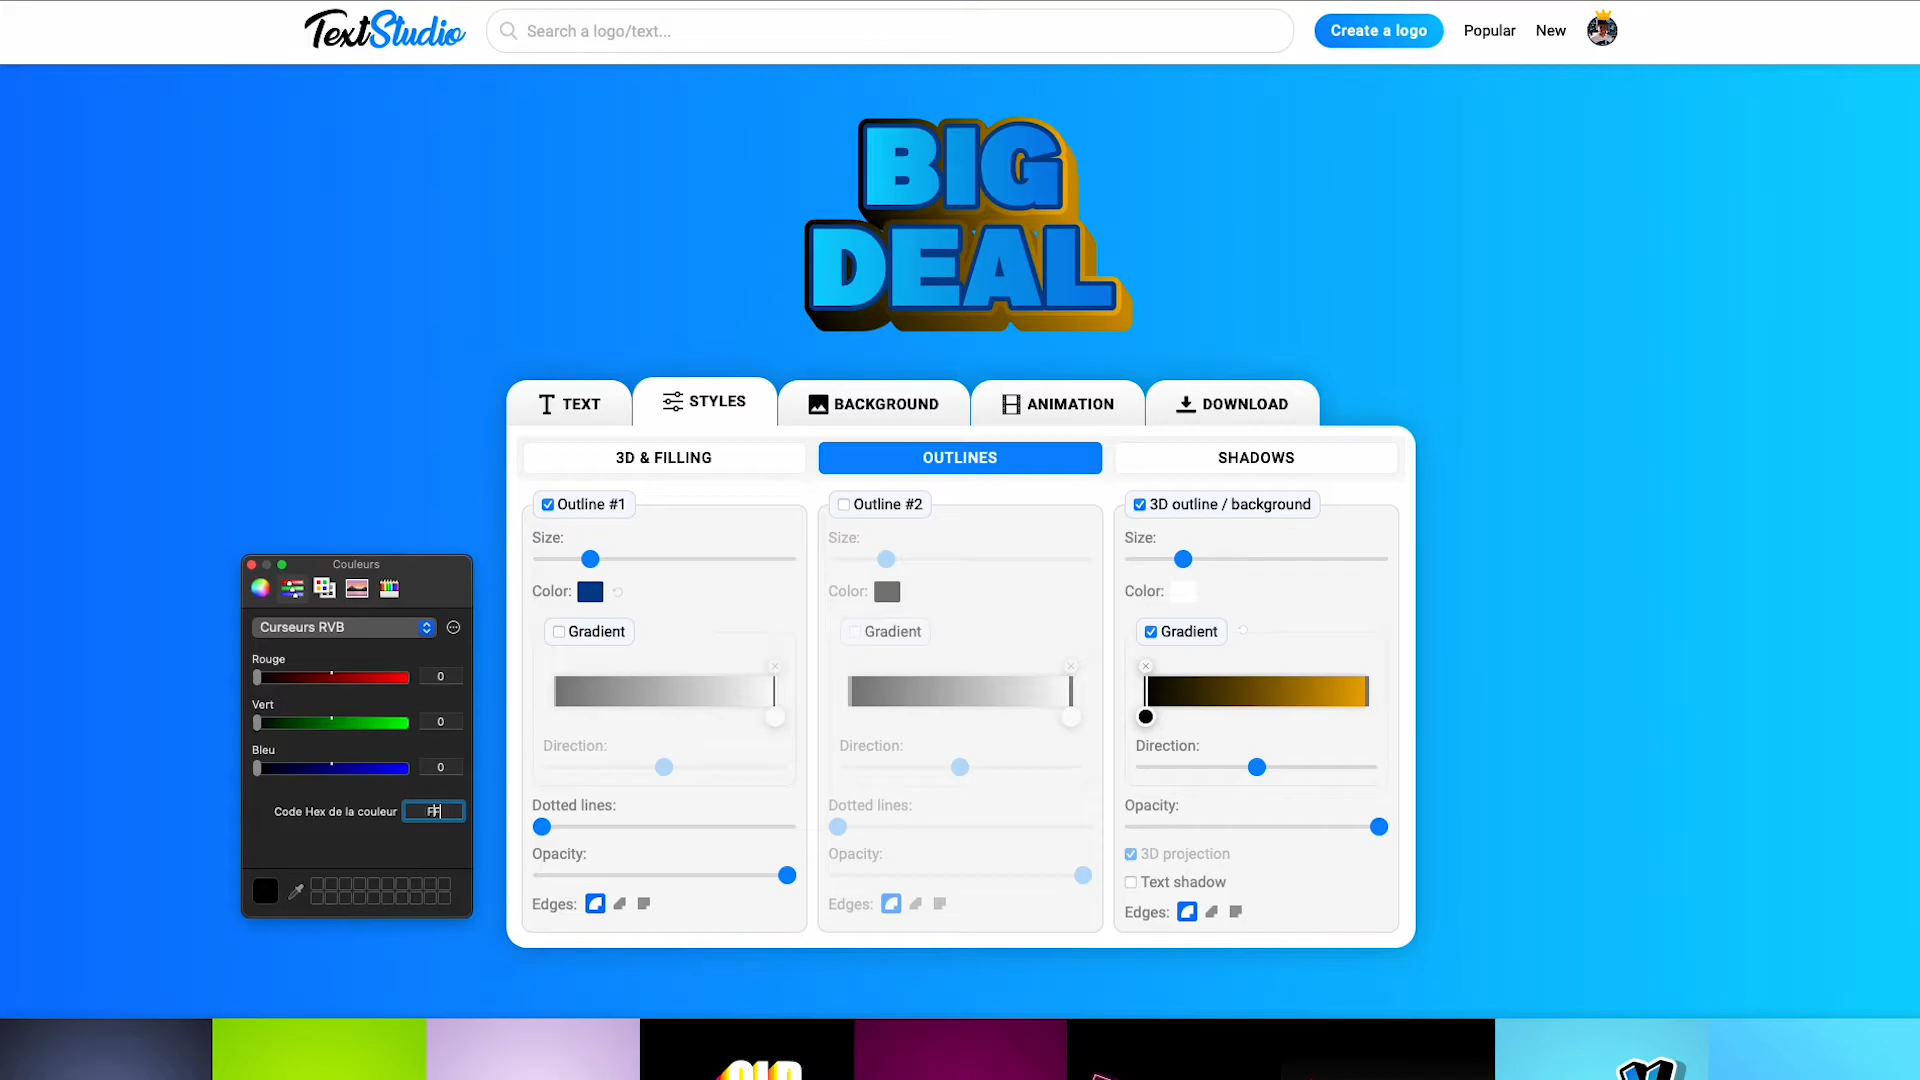 TextStudio
Search a logo/text...
Create a logo
Popular
New
BIG
DEAL
TEXT
STYLES
BACKGROUND
ANIMATION
DOWNLOAD
3D & FILLING
OUTLINES
SHADOWS
Outline #1
Size:
Color:
Gradient
Direction:
Dotted lines:
Opacity:
Edges:
Outline #2
Size:
Color:
Gradient
Direction:
Dotted lines:
Opacity:
Edges:
3D outline / background
Size:
Color:
Gradient
Direction:
Opacity:
3D projection
Text shadow
Edges:
Couleurs
Curseurs RVB
Rouge
0
Vert
0
Bleu
0
Code Hex de la couleur
FF